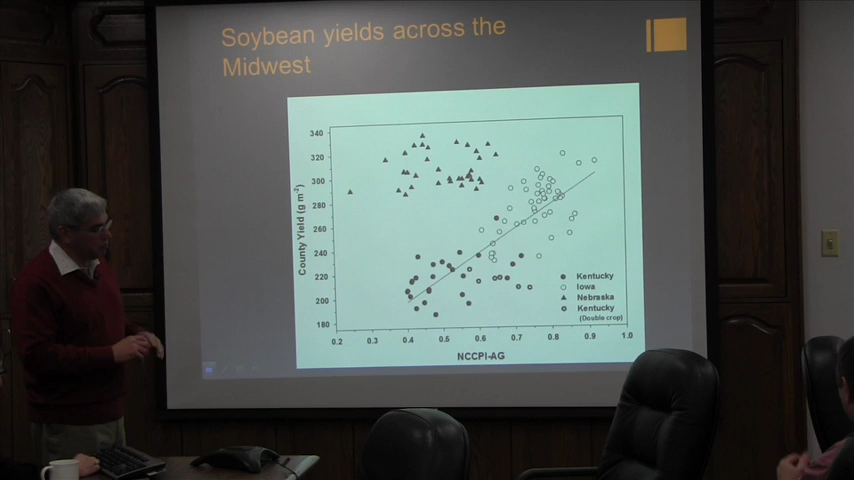 Soybean yields across the
Midwest
County Yield (g m-2)
340
320
300
280
260
240
220
200
180
0.2 0.3 0.4 0.5 0.6 0.7 0.8 0.9 1.0
NCCPI-AG
Kentucky
Iowa
Nebraska
Kentucky
(Double crop)